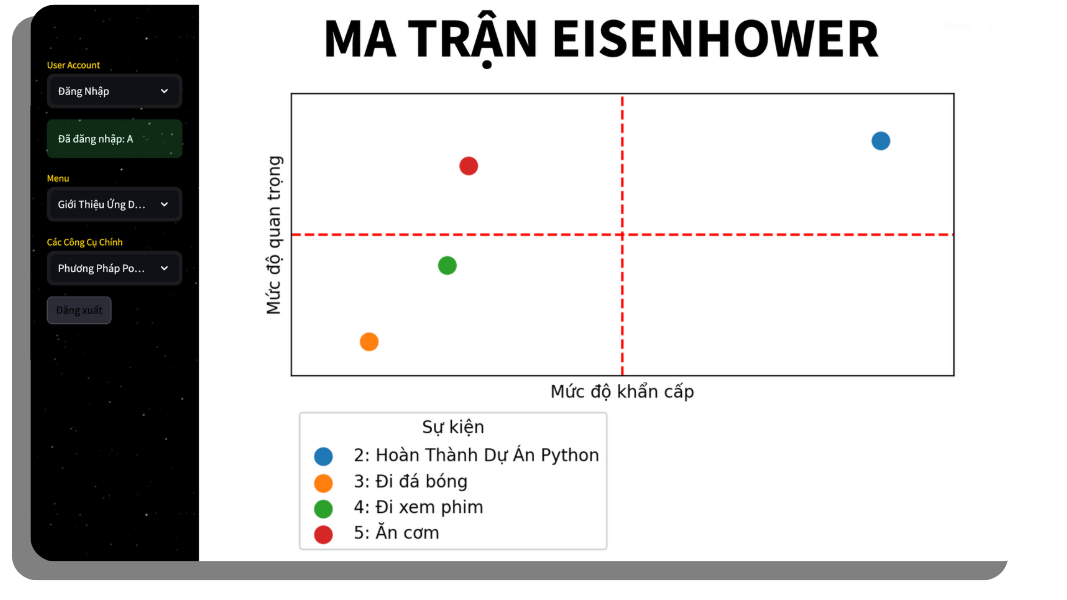 MA TRẬN EISENHOWER
User Account
Đăng Nhập
Đã đăng nhập: A
Menu
Giới Thiệu Ứng D...
Các Công Cụ Chính
Phương Pháp Po...
Đăng xuất
Mức độ quan trọng
Mức độ khẩn cấp
Sự kiện
2: Hoàn Thành Dự Án Python
3: Đi đá bóng
4: Đi xem phim
5: Ăn cơm